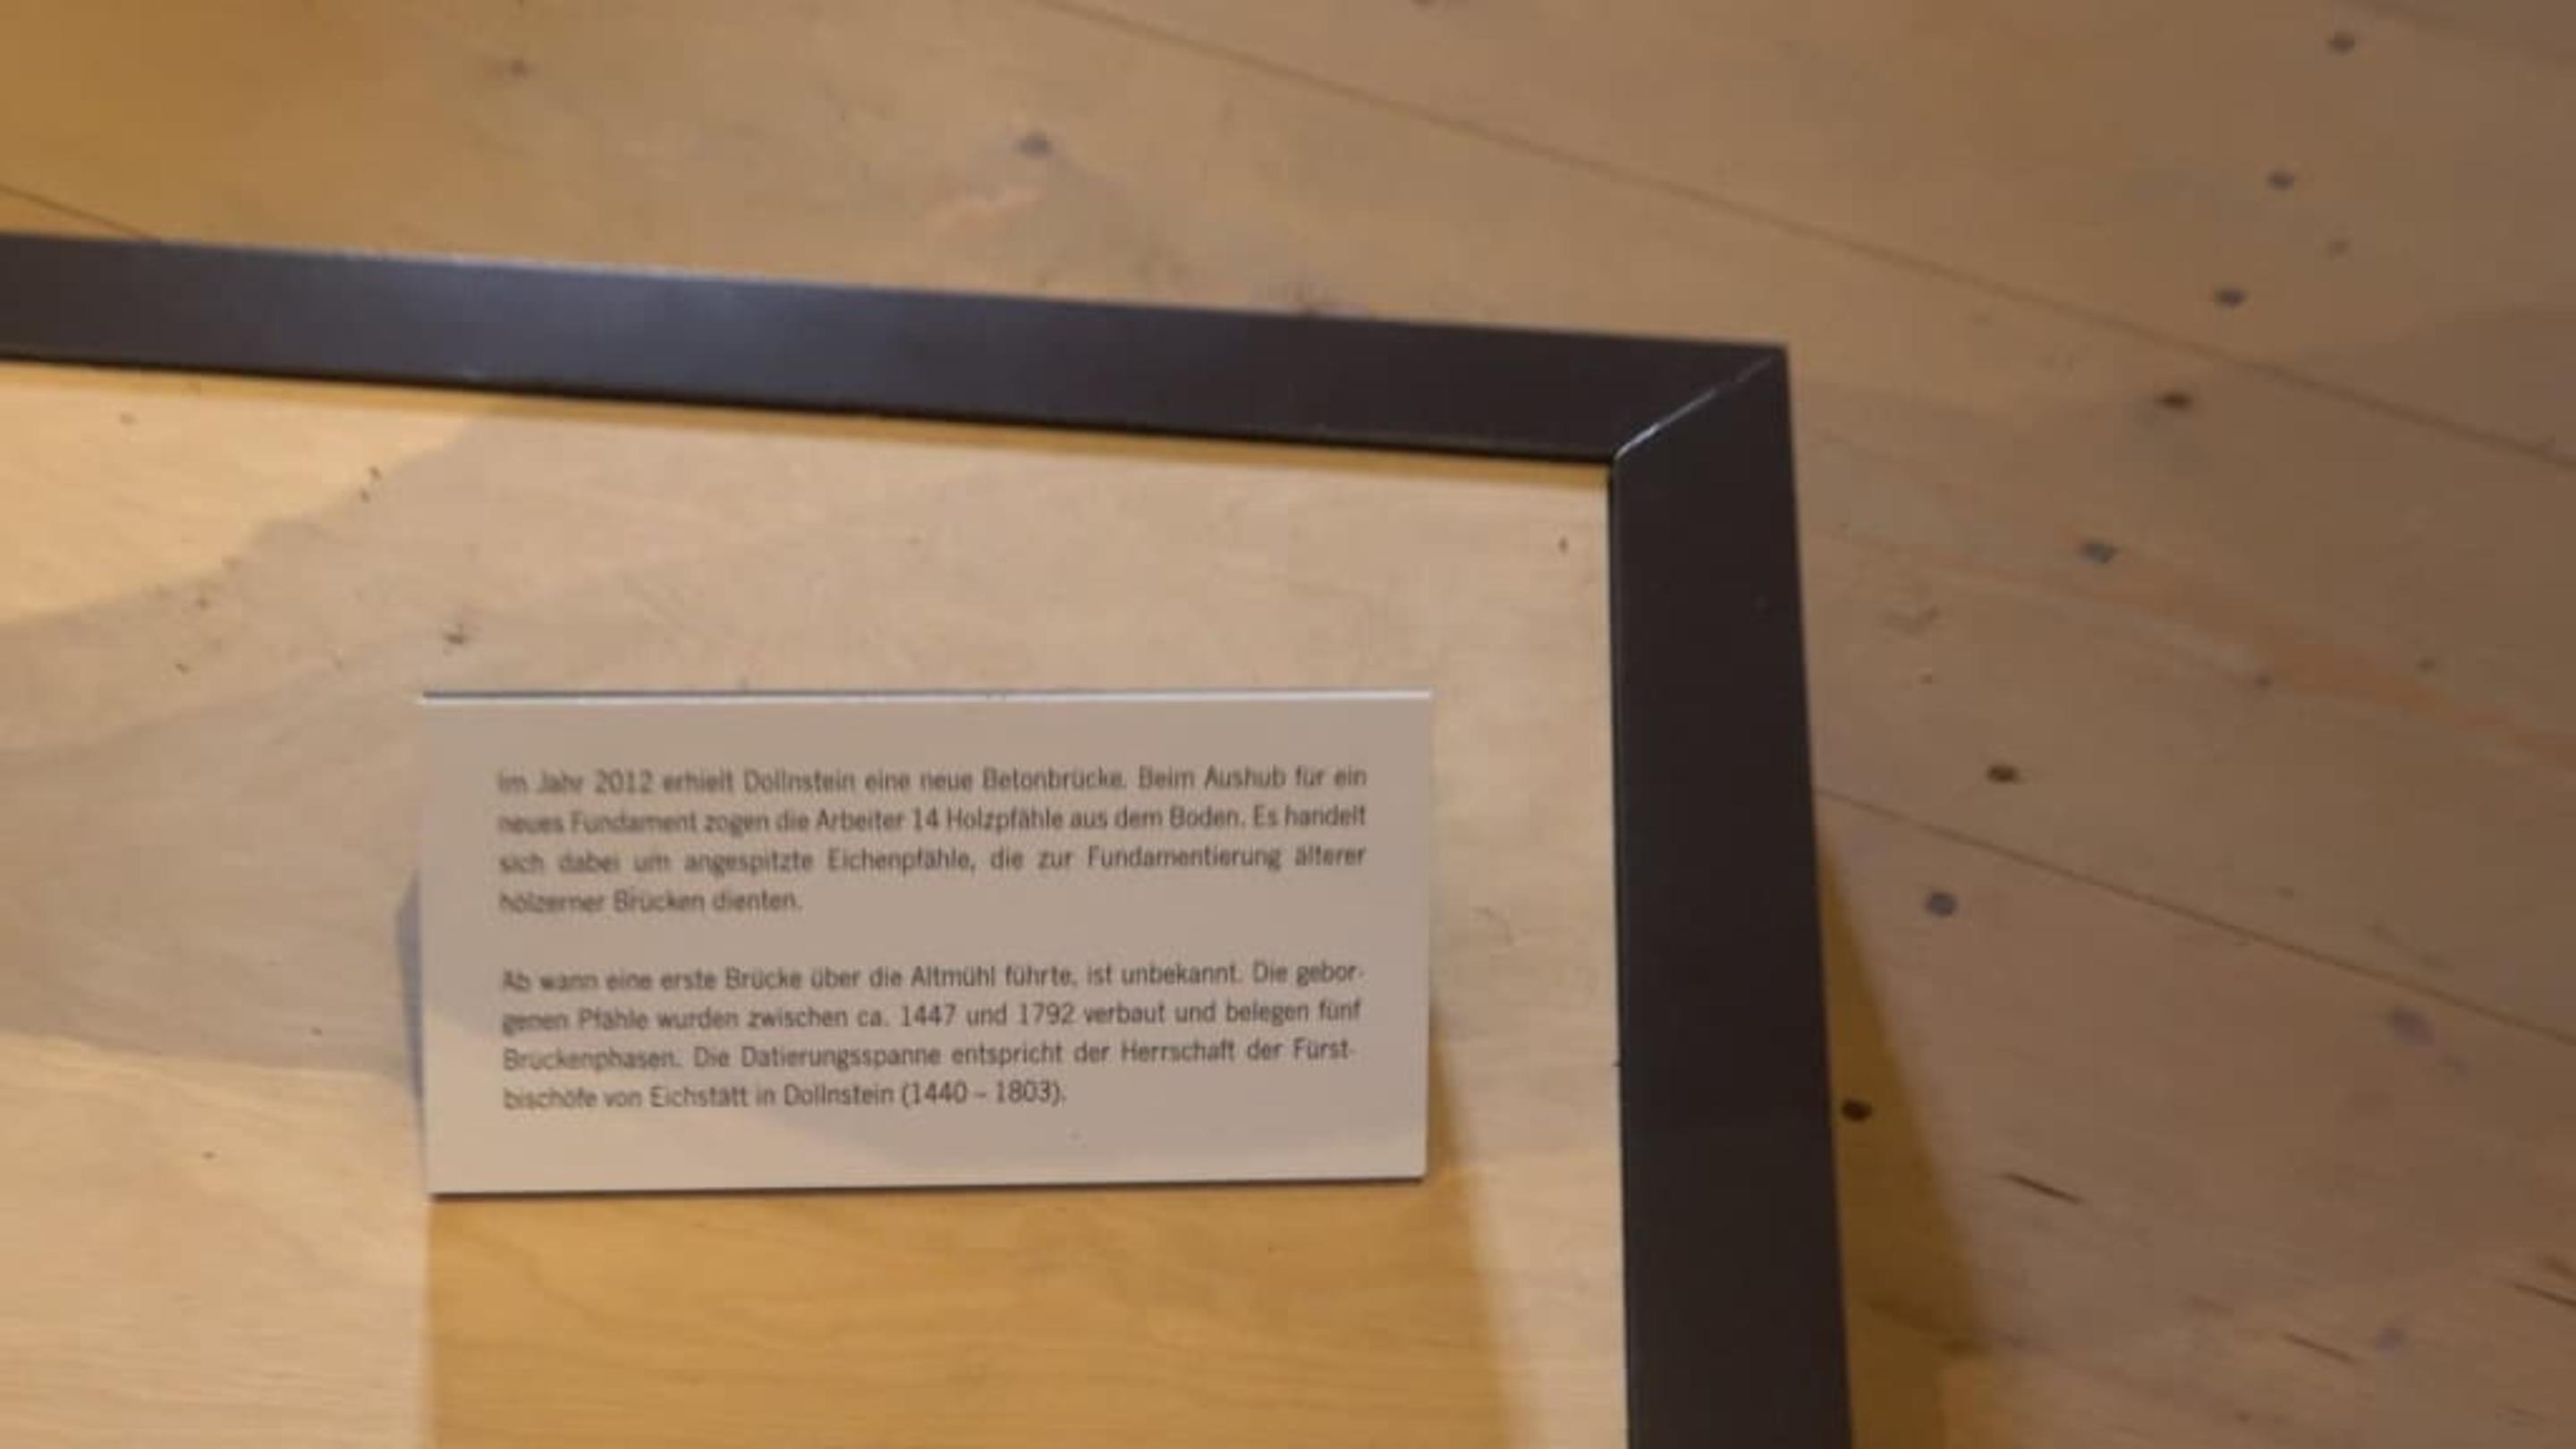 Im Jahr 2012 erhielt Dollnstein eine neue Betonbrücke. Beim Aushub für ein
neues Fundament zogen die Arbeiter 14 Holzpfähle aus dem Boden. Es handelt
sich dabei um angespitzte Eichenpfähle, die zur Fundamentierung älterer
hölzerner Brücken dienten.
Ab wann eine erste Brücke über die Altmühl führte, ist unbekannt. Die gebor-
genen Pfähle wurden zwischen ca. 1447 und 1792 verbaut und belegen fünf
Brückenphasen. Die Datierungsspanne entspricht der Herrschaft der Fürst-
bischöfe von Eichstätt in Dollnstein (1440 – 1803).